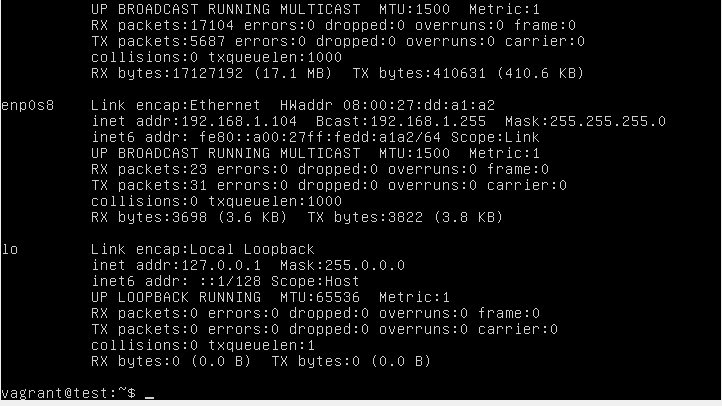 UP BROADCAST RUNNING MULTICAST  MTU:1500  Metric:1
RX packets:17104 errors:0 dropped:0 overruns:0 frame:0
TX packets:5687 errors:0 dropped:0 overruns:0 carrier:0
collisions:0 txqueuelen:1000
RX bytes:17127192 (17.1 MB)  TX bytes:410631 (410.6 KB)
enp0s8    Link encap:Ethernet  HWaddr 08:00:27:dd:a1:a2
inet addr:192.168.1.104  Bcast:192.168.1.255  Mask:255.255.255.0
inet6 addr: fe80::a00:27ff:fedd:a1a2/64 Scope:Link
UP BROADCAST RUNNING MULTICAST  MTU:1500  Metric:1
RX packets:23 errors:0 dropped:0 overruns:0 frame:0
TX packets:31 errors:0 dropped:0 overruns:0 carrier:0
collisions:0 txqueuelen:1000
RX bytes:3698 (3.6 KB)  TX bytes:3822 (3.8 KB)
lo        Link encap:Local Loopback
inet addr:127.0.0.1  Mask:255.0.0.0
inet6 addr: ::1/128 Scope:Host
UP LOOPBACK RUNNING  MTU:65536  Metric:1
RX packets:0 errors:0 dropped:0 overruns:0 frame:0
TX packets:0 errors:0 dropped:0 overruns:0 carrier:0
collisions:0 txqueuelen:1
RX bytes:0 (0.0 B)  TX bytes:0 (0.0 B)
vagrant@test:~$ _